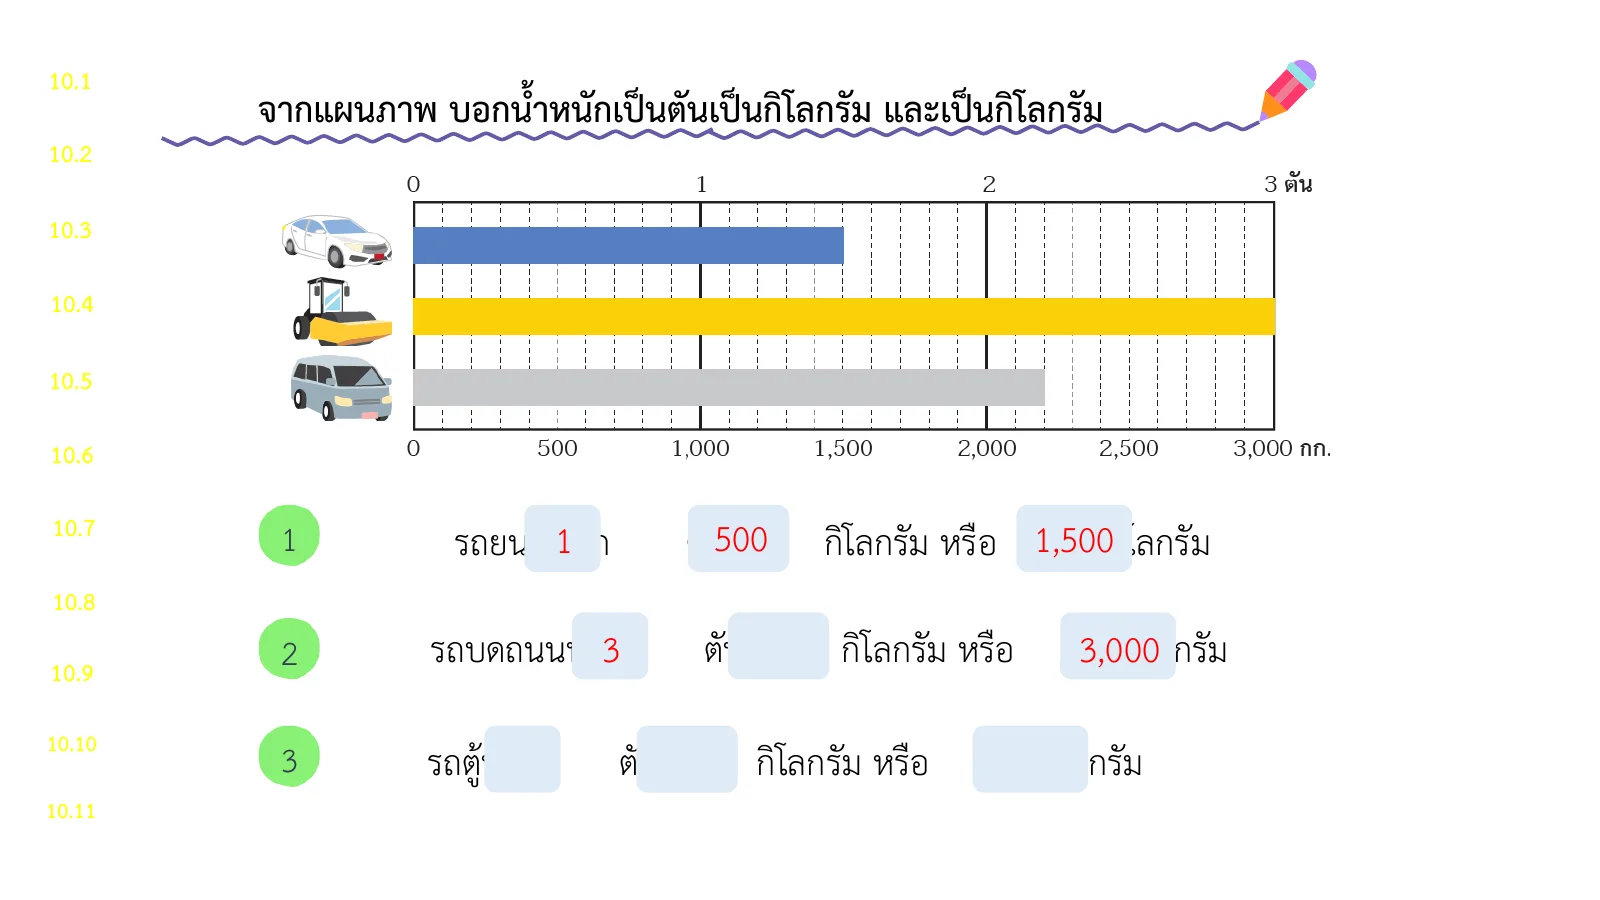 10.1
จากแผนภาพ บอกน้ำหนักเป็นตันเป็นกิโลกรัม และเป็นกิโลกรัม
10.2
0 1 2 3 ตัน
10.3
10.4
10.5
0 500 1,000 1,500 2,000 2,500 3,000 กก.
10.6
10.7
1 1 500 กิโลกรัม หรือ 1,500
10.8
2 3 กิโลกรัม หรือ 3,000
10.9
10.10
3 กิโลกรัม หรือ
10.11